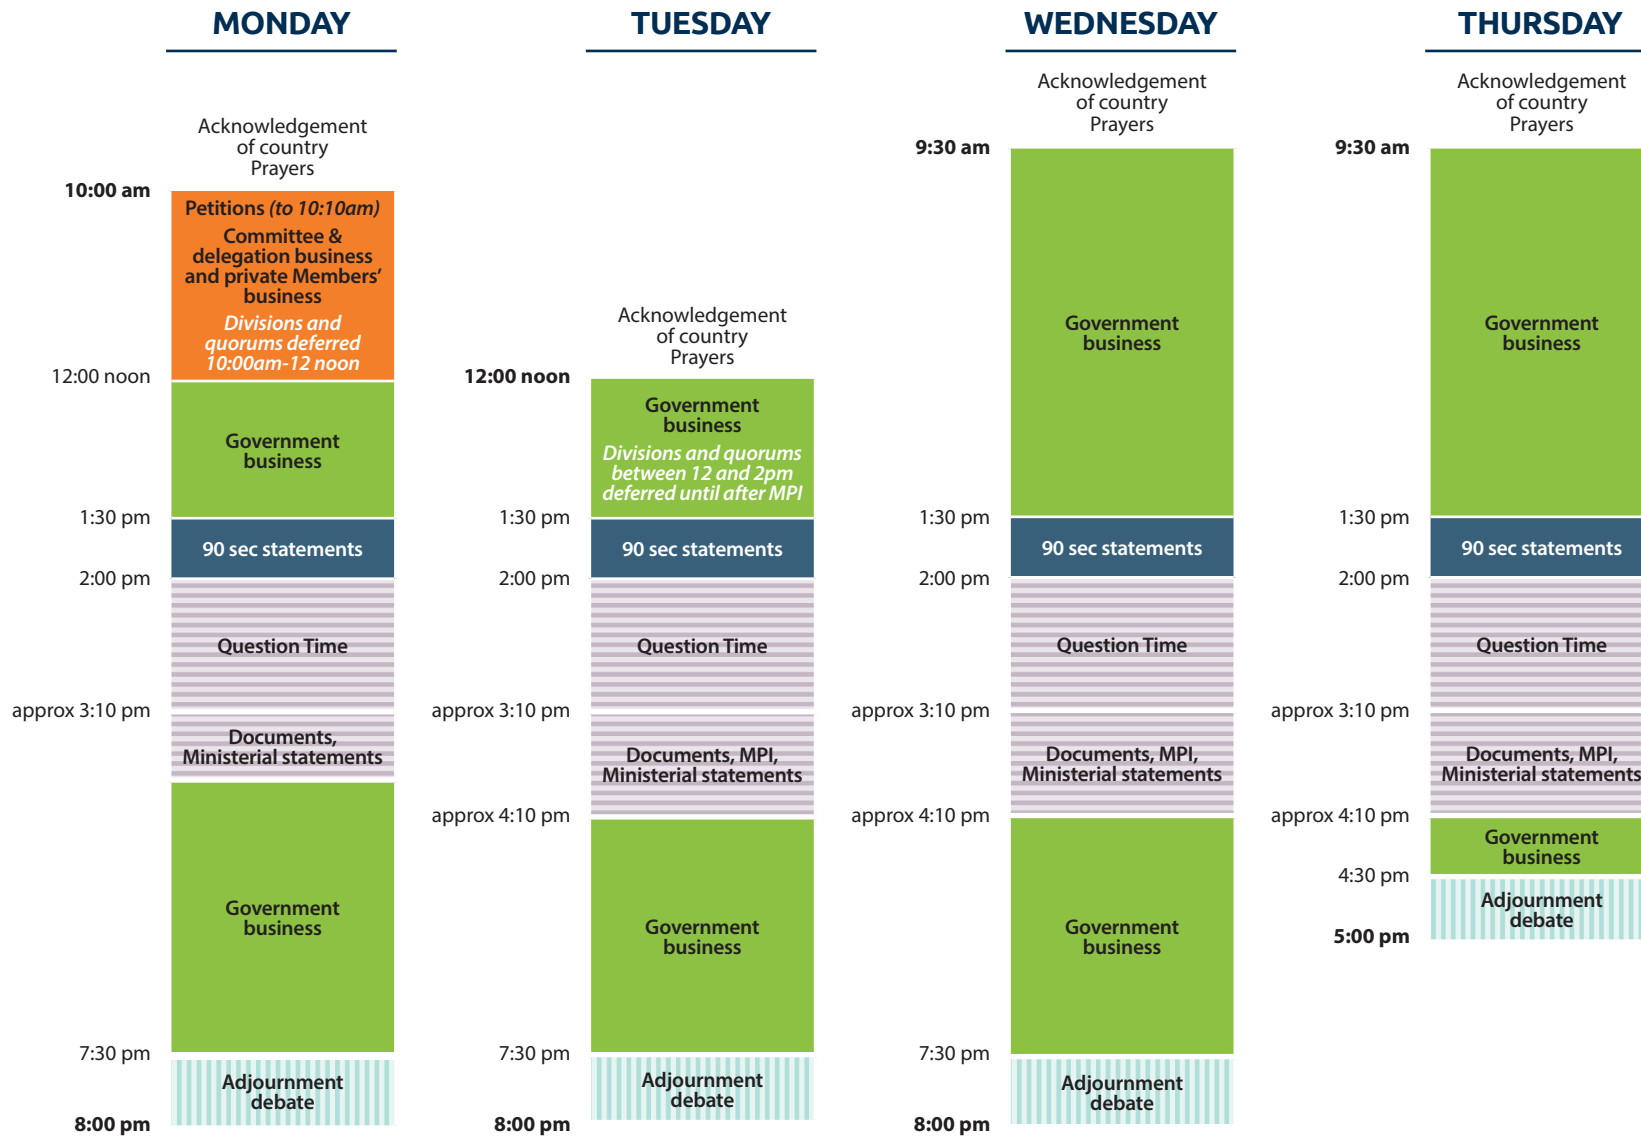 MONDAY
Acknowledgement
of country
Prayers
10:00 am
Petitions (to 10:10am)
Committee &
delegation business
and private Members’
business
Divisions and
quorums deferred
10:00am-12 noon
12:00 noon
Government
business
1:30 pm
90 sec statements
2:00 pm
Question Time
approx 3:10 pm
Documents,
Ministerial statements
Government
business
7:30 pm
Adjournment
debate
8:00 pm
TUESDAY
Acknowledgement
of country
Prayers
12:00 noon
Government
business
Divisions and quorums
between 12 and 2pm
deferred until after MPI
1:30 pm
90 sec statements
2:00 pm
Question Time
approx 3:10 pm
Documents, MPI,
Ministerial statements
approx 4:10 pm
Government
business
7:30 pm
Adjournment
debate
8:00 pm
WEDNESDAY
Acknowledgement
of country
Prayers
9:30 am
Government
business
1:30 pm
90 sec statements
2:00 pm
Question Time
approx 3:10 pm
Documents, MPI,
Ministerial statements
approx 4:10 pm
Government
business
7:30 pm
Adjournment
debate
8:00 pm
THURSDAY
Acknowledgement
of country
Prayers
9:30 am
Government
business
1:30 pm
90 sec statements
2:00 pm
Question Time
approx 3:10 pm
Documents, MPI,
Ministerial statements
approx 4:10 pm
Government
business
4:30 pm
Adjournment
debate
5:00 pm